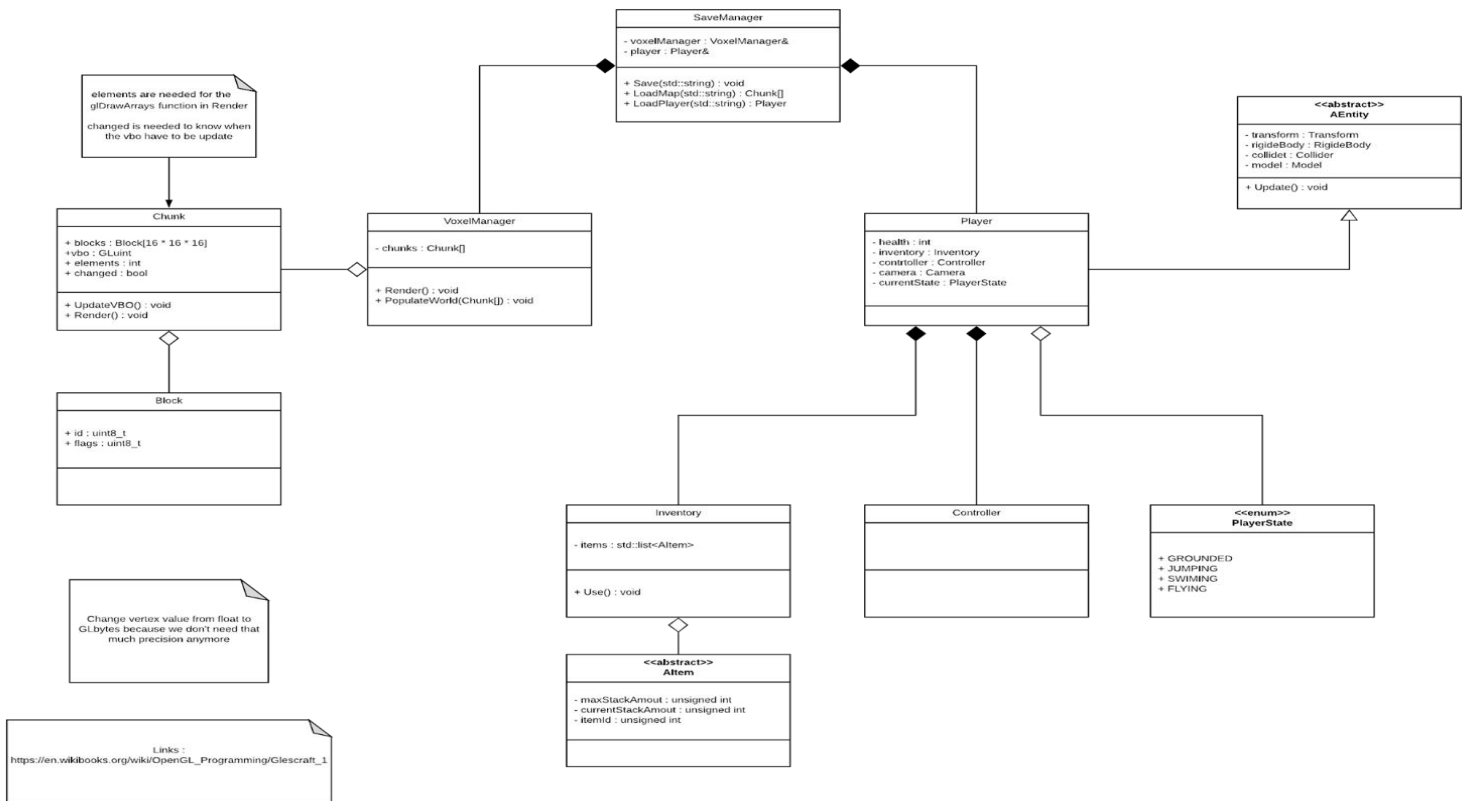 SaveManager
- voxelManager : VoxelManager&
- player : Player&
+ Save(std::string) : void
+ LoadMap(std::string) : Chunk[]
+ LoadPlayer(std::string) : Player
elements are needed for the
glDrawArrays function in Render
changed is needed to know when
the vbo have to be update
<<abstract>>
AEntity
- transform : Transform
- rigideBody : RigideBody
- collidet : Collider
- model : Model
+ Update() : void
Chunk
+ blocks : Block[16 * 16 * 16]
+vbo : GLuint
+ elements : int
+ changed : bool
+ UpdateVBO() : void
+ Render() : void
VoxelManager
- chunks : Chunk[]
+ Render() : void
+ PopulateWorld(Chunk[]) : void
Player
- health : int
- inventory : Inventory
- contrtoller : Controller
- camera : Camera
- currentState : PlayerState
Block
+ id : uint8_t
+ flags : uint8_t
Inventory
- items : std::list<AItem>
+ Use() : void
Controller
<<enum>>
PlayerState
+ GROUNDED
+ JUMPING
+ SWIMING
+ FLYING
Change vertex value from float to
GLbytes because we don't need that
much precision anymore
<<abstract>>
AItem
- maxStackAmout : unsigned int
- currentStackAmout : unsigned int
- itemId : unsigned int
Links :
https://en.wikibooks.org/wiki/OpenGL_Programming/Glescraft_1